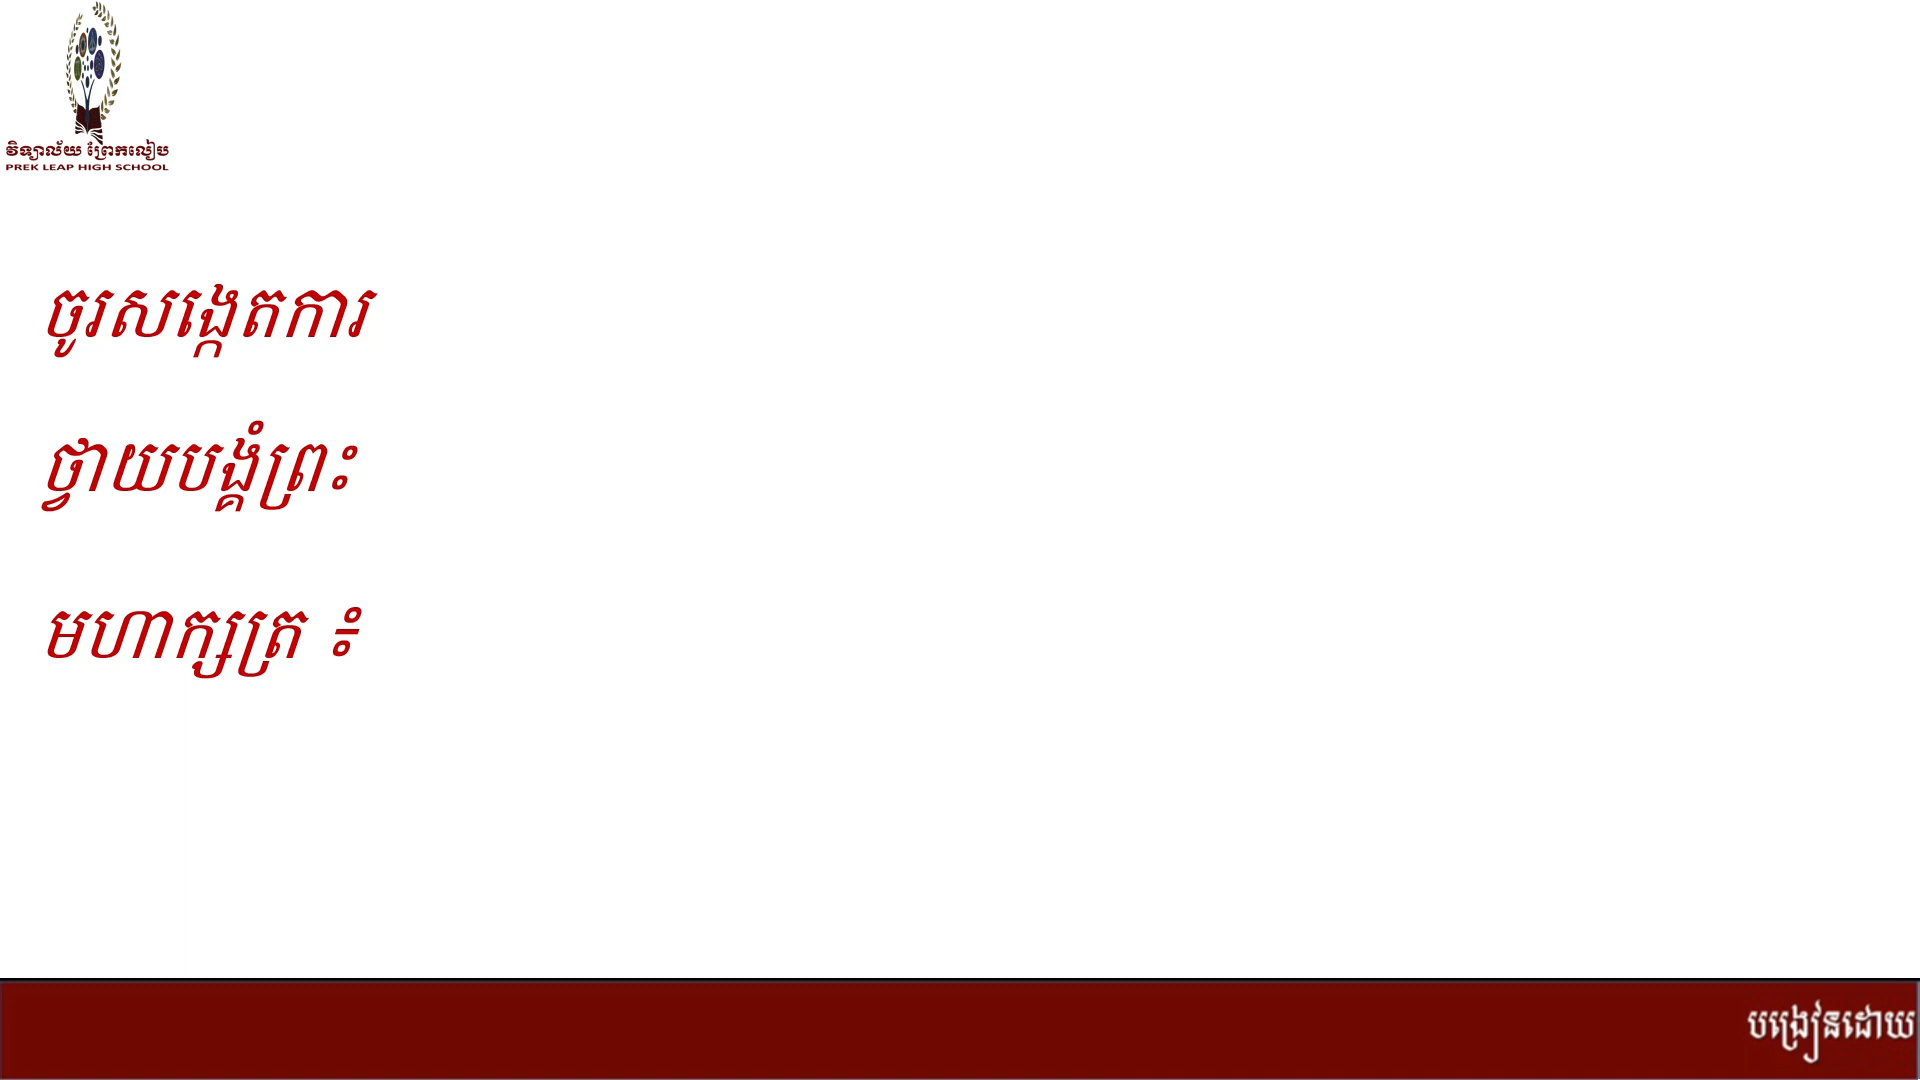 វិទ្យាល័យ ព្រែកលៀប
PREK LEAP HIGH SCHOOL
ចូរសង្កេតការ
ថ្វាយបង្គំព្រះ
មហាក្សត្រ ៖
បង្រៀនដោយ